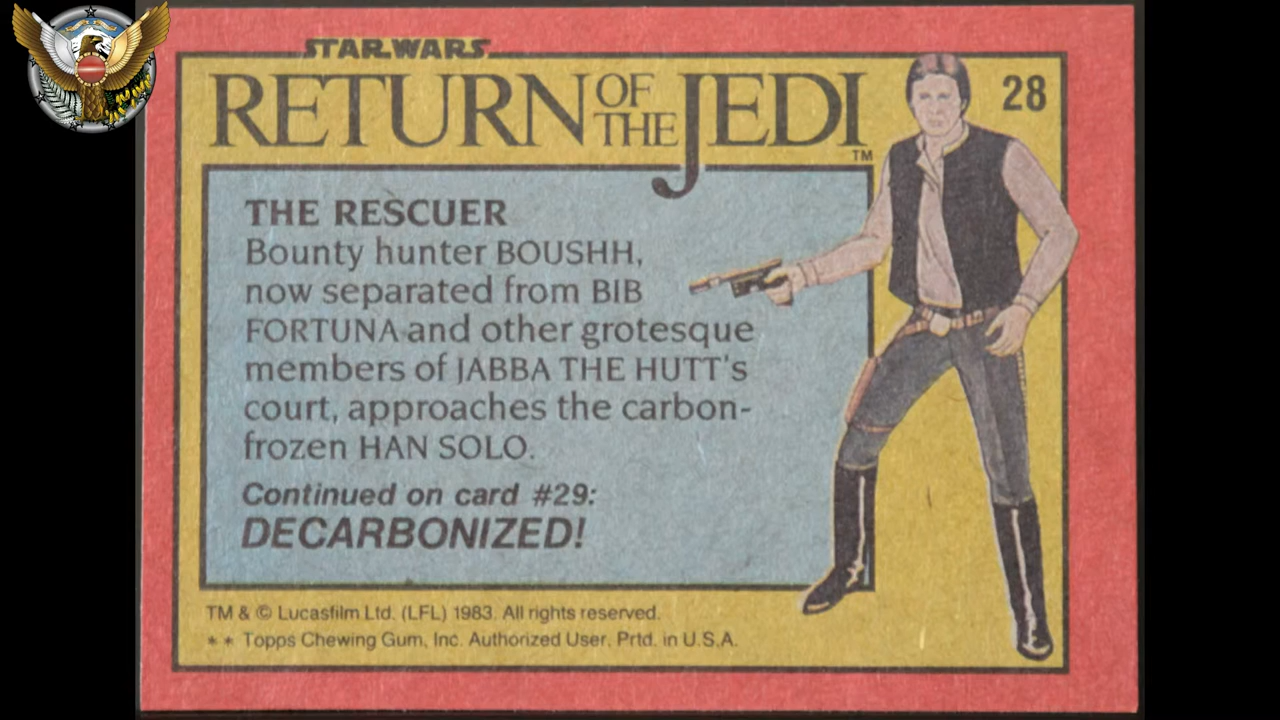 STAR WARS
RETURN OF THE JEDI
TM
28
THE RESCUER
Bounty hunter BOUSHH,
now separated from BIB
FORTUNA and other grotesque
members of JABBA THE HUTT's
court, approaches the carbon-
frozen HAN SOLO.
Continued on card #29:
DECARBONIZED!
TM & © Lucasfilm Ltd. (LFL) 1983. All rights reserved.
** Topps Chewing Gum, Inc. Authorized User. Prtd. in U.S.A.